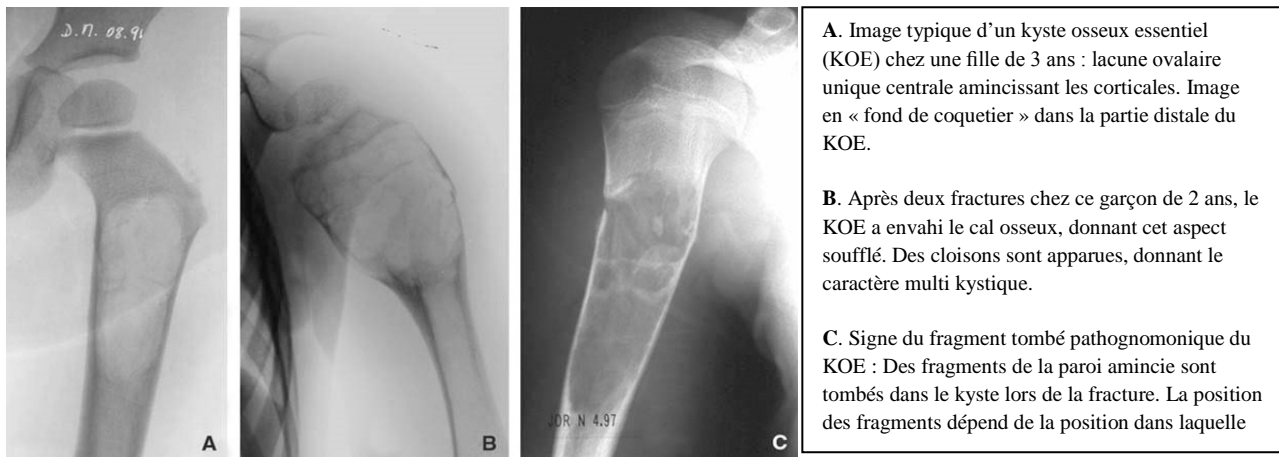 D.M. 08.91
A
B
JDR N 4.97
C
A. Image typique d'un kyste osseux essentiel
(KOE) chez une fille de 3 ans : lacune ovalaire
unique centrale amincissant les corticales. Image
en « fond de coquetier » dans la partie distale du
KOE.
B. Après deux fractures chez ce garçon de 2 ans, le
KOE a envahi le cal osseux, donnant cet aspect
soufflé. Des cloisons sont apparues, donnant le
caractère multi kystique.
C. Signe du fragment tombé pathognomonique du
KOE : Des fragments de la paroi amincie sont
tombés dans le kyste lors de la fracture. La position
des fragments dépend de la position dans laquelle